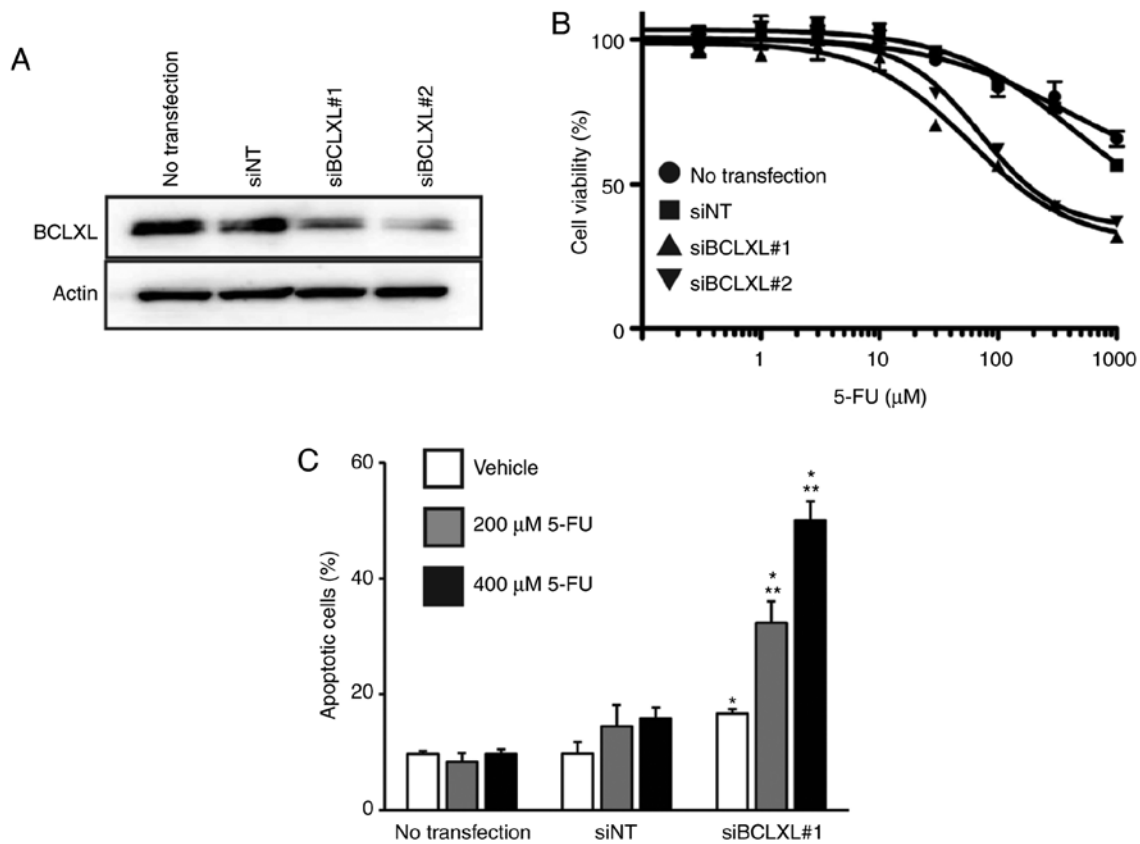 A
No transfection
siNT
siBCLXL#1
siBCLXL#2
BCLXL
Actin
B
Cell viability (%)
100
50
0
1
10
100
1000
5-FU (μM)
No transfection
siNT
siBCLXL#1
siBCLXL#2
C
Apoptotic cells (%)
60
40
20
0
Vehicle
200 μM 5-FU
400 μM 5-FU
*
*
**
*
**
No transfection
siNT
siBCLXL#1